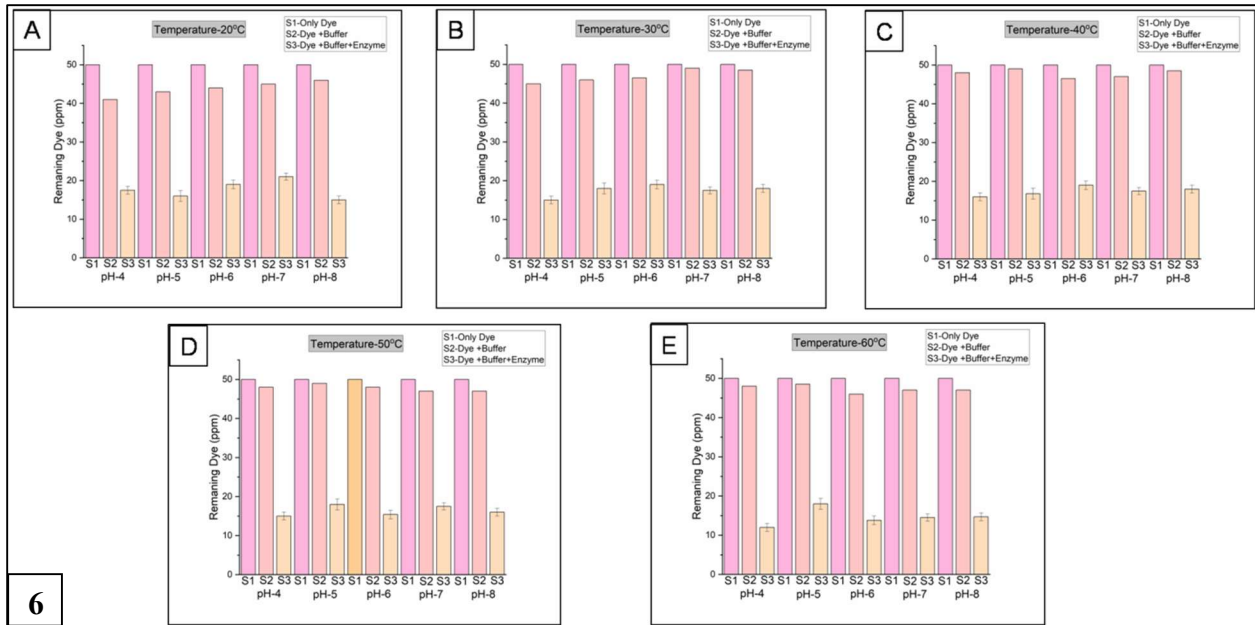 A
Temperature-20°C
S1-Only Dye
S2-Dye +Buffer
S3-Dye +Buffer+Enzyme
Remaning Dye (ppm)
50
40
30
20
10
0
S1 S2 S3 S1 S2 S3 S1 S2 S3 S1 S2 S3 S1 S2 S3
pH-4 pH-5 pH-6 pH-7 pH-8
B
Temperature-30°C
S1-Only Dye
S2-Dye +Buffer
S3-Dye +Buffer+Enzyme
Remaning Dye (ppm)
50
40
30
20
10
0
S1 S2 S3 S1 S2 S3 S1 S2 S3 S1 S2 S3 S1 S2 S3
pH-4 pH-5 pH-6 pH-7 pH-8
C
Temperature-40°C
S1-Only Dye
S2-Dye +Buffer
S3-Dye +Buffer+Enzyme
Remaning Dye (ppm)
50
40
30
20
10
0
S1 S2 S3 S1 S2 S3 S1 S2 S3 S1 S2 S3 S1 S2 S3
pH-4 pH-5 pH-6 pH-7 pH-8
D
Temperature-50°C
S1-Only Dye
S2-Dye +Buffer
S3-Dye +Buffer+Enzyme
Remaning Dye (ppm)
50
40
30
20
10
0
S1 S2 S3 S1 S2 S3 S1 S2 S3 S1 S2 S3 S1 S2 S3
pH-4 pH-5 pH-6 pH-7 pH-8
E
Temperature-60°C
S1-Only Dye
S2-Dye +Buffer
S3-Dye +Buffer+Enzyme
Remaning Dye (ppm)
50
40
30
20
10
0
S1 S2 S3 S1 S2 S3 S1 S2 S3 S1 S2 S3 S1 S2 S3
pH-4 pH-5 pH-6 pH-7 pH-8
6